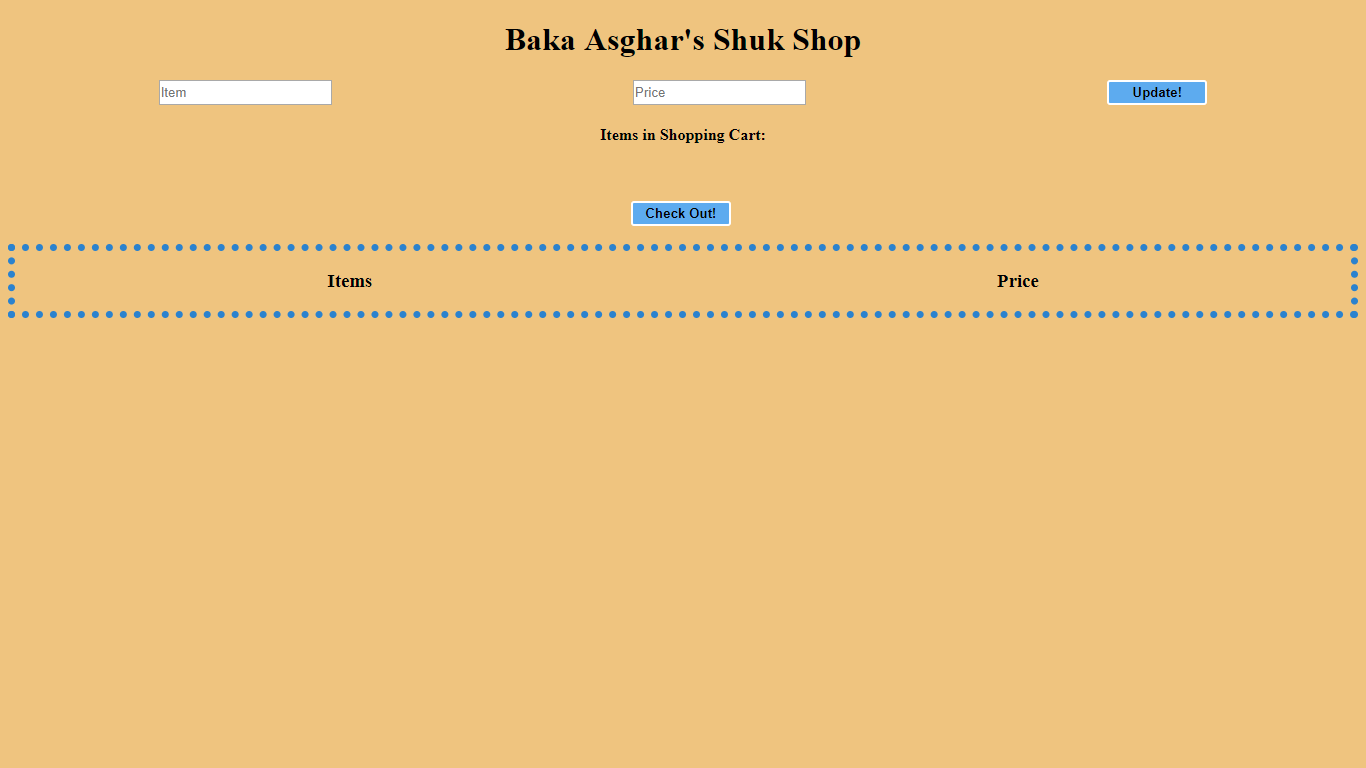 Baka Asghar's Shuk Shop
Item Price Update!
Items in Shopping Cart:
Check Out!
Items Price